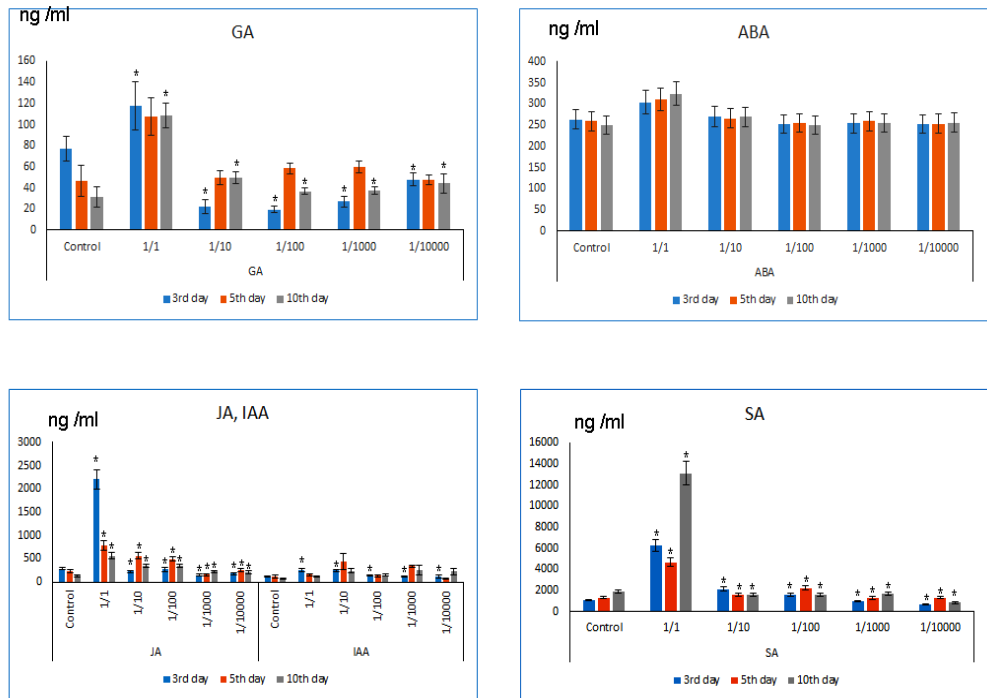 ng /ml
GA
160
140
120
100
80
60
40
20
0
* * * * * * * * * *
Control 1/1 1/10 1/100 1/1000 1/10000
GA
3rd day 5th day 10th day
ng /ml
ABA
400
350
300
250
200
150
100
50
0
Control 1/1 1/10 1/100 1/1000 1/10000
ABA
3rd day 5th day 10th day
ng /ml
JA, IAA
3000
2500
2000
1500
1000
500
0
Control 1/1 1/10 1/100 1/1000 1/10000 Control 1/1 1/10 1/100 1/1000 1/10000
JA IAA
3rd day 5th day 10th day
ng /ml
SA
16000
14000
12000
10000
8000
6000
4000
2000
0
* * * * * * * * * * * * * * *
Control 1/1 1/10 1/100 1/1000 1/10000
SA
3rd day 5th day 10th day